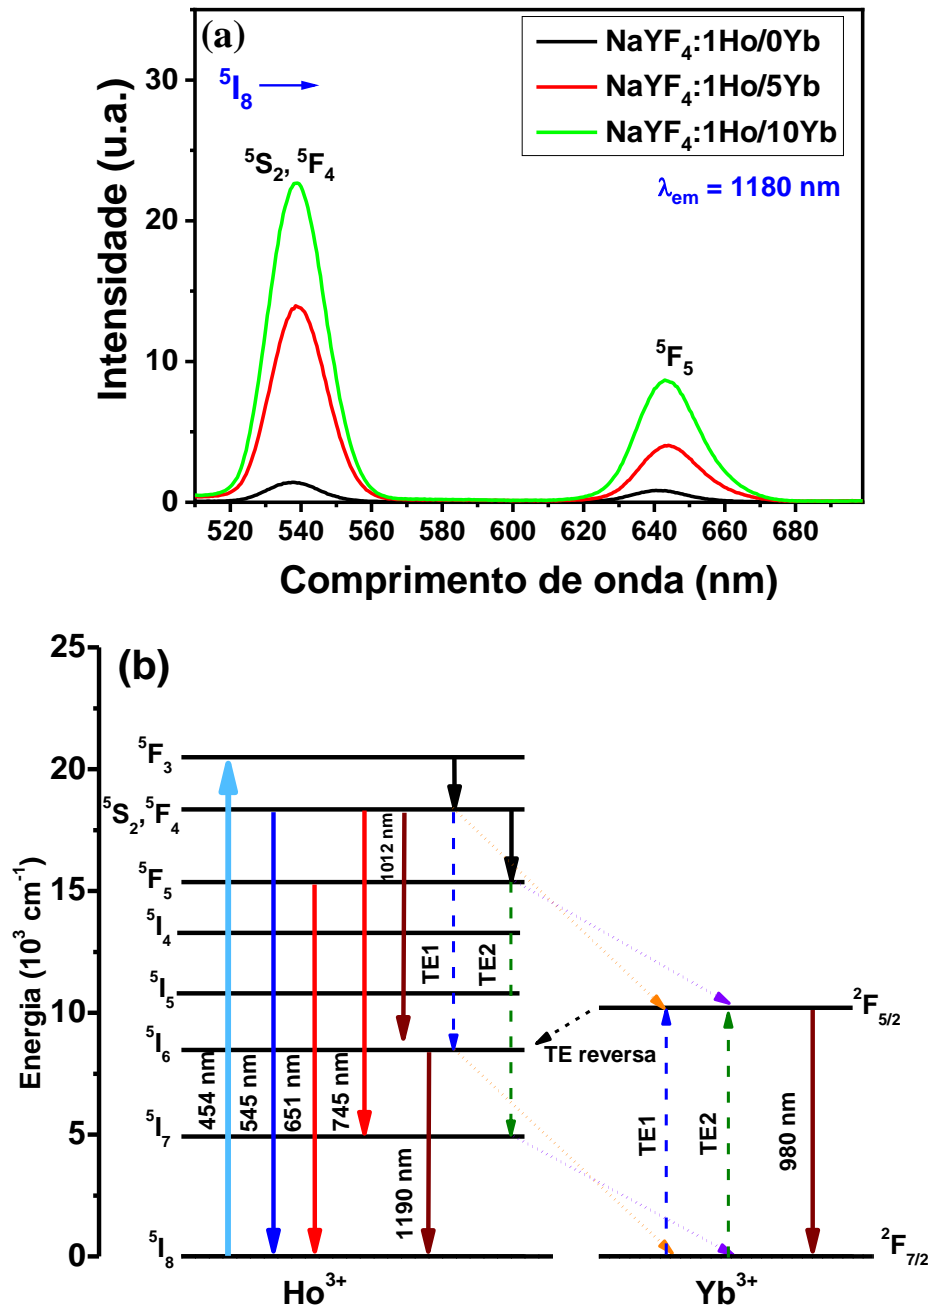 (a)
NaYF₄:1Ho/0Yb
NaYF₄:1Ho/5Yb
NaYF₄:1Ho/10Yb
⁵I₈
⁵S₂, ⁵F₄
λem = 1180 nm
⁵F₅
Intensidade (u.a.)
30
20
10
0
520 540 560 580 600 620 640 660 680
Comprimento de onda (nm)
(b)
Energia (10³ cm⁻¹)
25
20
15
10
5
0
⁵F₃
⁵S₂, ⁵F₄
⁵F₅
⁵I₄
⁵I₅
⁵I₆
⁵I₇
⁵I₈
454 nm
545 nm
651 nm
745 nm
1012 nm
1190 nm
TE1
TE2
TE reversa
TE1
TE2
980 nm
²F₅/₂
²F₇/₂
Ho³⁺
Yb³⁺